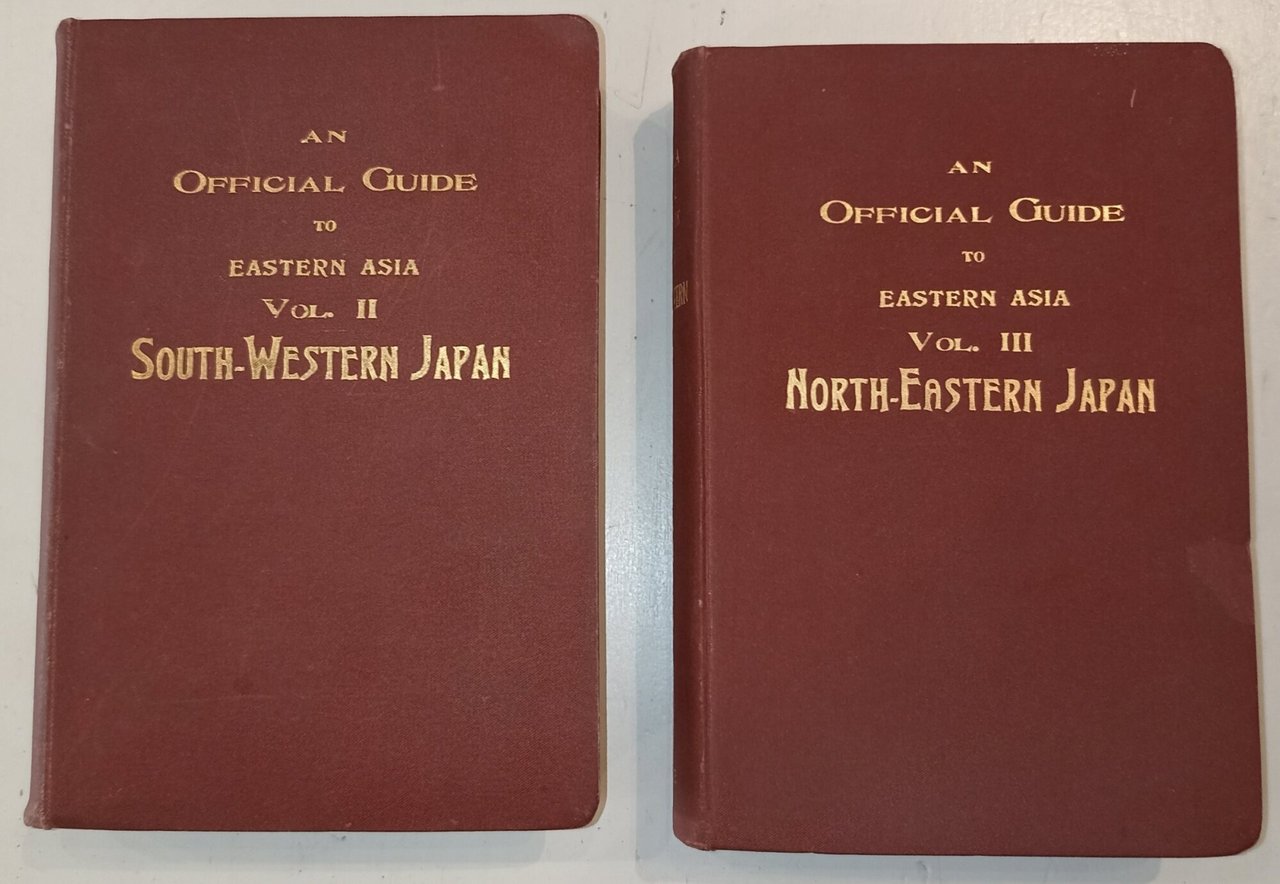 AN
OFFICIAL GUIDE
TO
EASTERN ASIA
VOL. II
SOUTH-WESTERN JAPAN
AN
OFFICIAL GUIDE
TO
EASTERN ASIA
VOL. III
NORTH-EASTERN JAPAN